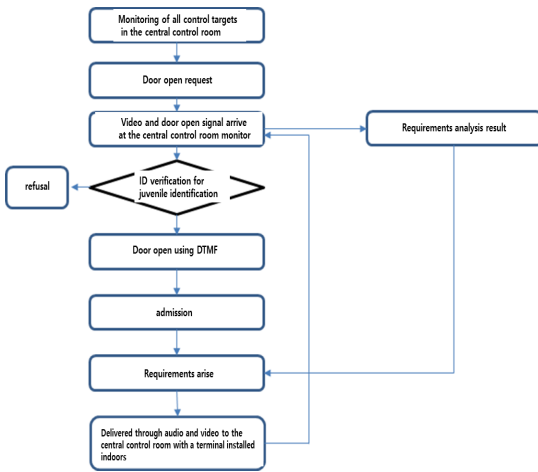 Monitoring of all control targets
in the central control room
Door open request
Video and door open signal arrive
at the central control room monitor
Requirements analysis result
ID verification for
juvenile identification
refusal
Door open using DTMF
admission
Requirements arise
Delivered through audio and video to the
central control room with a terminal installed
indoors